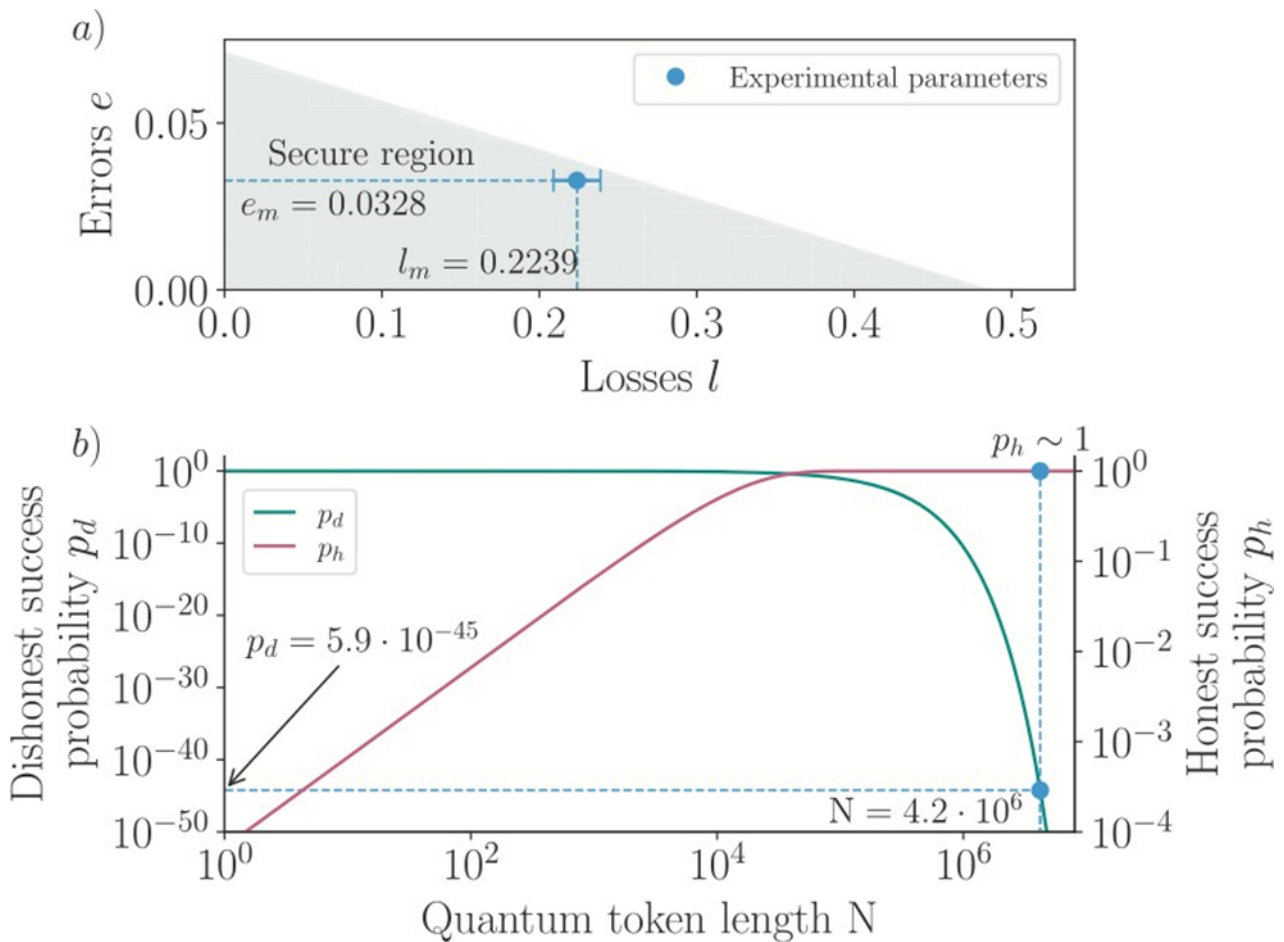 a)
Experimental parameters
Errors e
0.05
0.00
Secure region
e_m = 0.0328
l_m = 0.2239
0.0 0.1 0.2 0.3 0.4 0.5
Losses l
b)
p_h ∼ 1
Dishonest success
probability p_d
10^0
10^{-10}
10^{-20}
10^{-30}
10^{-40}
10^{-50}
p_d
p_h
p_d = 5.9 · 10^{-45}
N = 4.2 · 10^6
10^0
10^{-1}
10^{-2}
10^{-3}
10^{-4}
Honest success
probability p_h
10^0 10^2 10^4 10^6
Quantum token length N